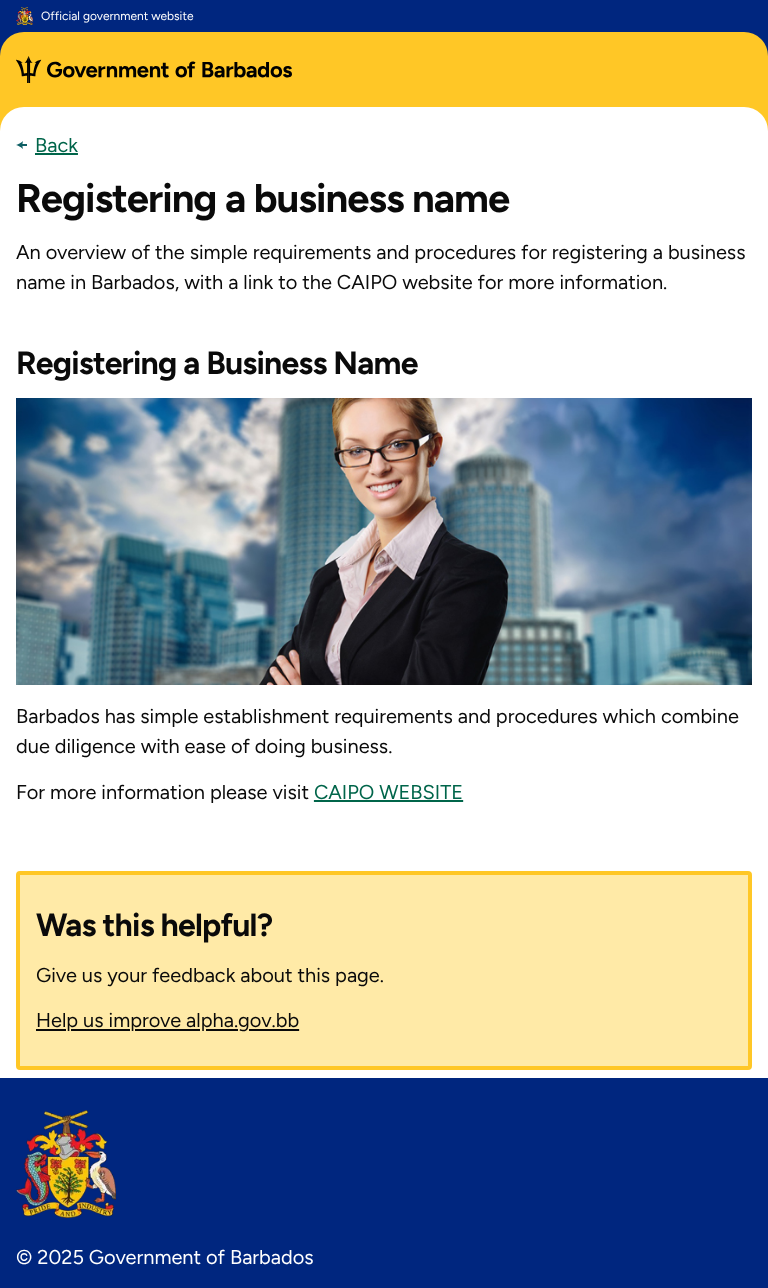 Official government website
Government of Barbados
Back
Registering a business name
An overview of the simple requirements and procedures for registering a business
name in Barbados, with a link to the CAIPO website for more information.
Registering a Business Name
Barbados has simple establishment requirements and procedures which combine
due diligence with ease of doing business.
For more information please visit CAIPO WEBSITE
Was this helpful?
Give us your feedback about this page.
Help us improve alpha.gov.bb
PRIDE AND INDUSTRY
© 2025 Government of Barbados